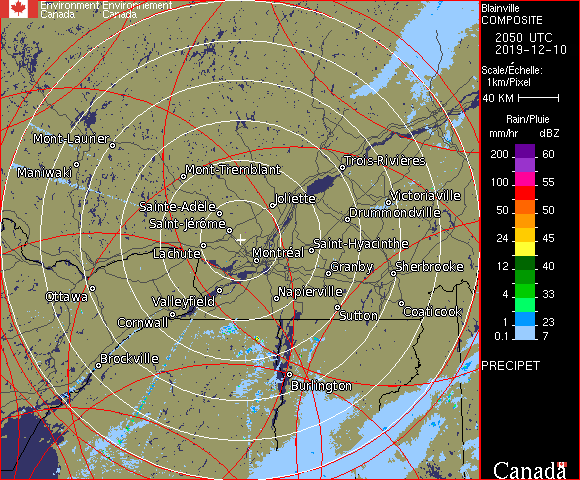 Environment Environnement
Canada Canada
Blainville
COMPOSITE
2050 UTC
2019-12-10
Scale/Échelle:
1km/Pixel
40 KM
Rain/Pluie
mm/hr dBZ
200 60
100 55
50 50
24 45
12 40
4 33
1 23
0.1 7
PRECIPET
Canada
Mont-Laurier
Maniwaki
Mont-Tremblant
Trois-Rivières
Joliette
Victoriaville
Sainte-Adèle
Drummondville
Saint-Jérôme
Lachute
Montréal
Saint-Hyacinthe
Granby
Sherbrooke
Ottawa
Valleyfield
Napierville
Cornwall
Sutton
Coaticook
Brockville
Burlington